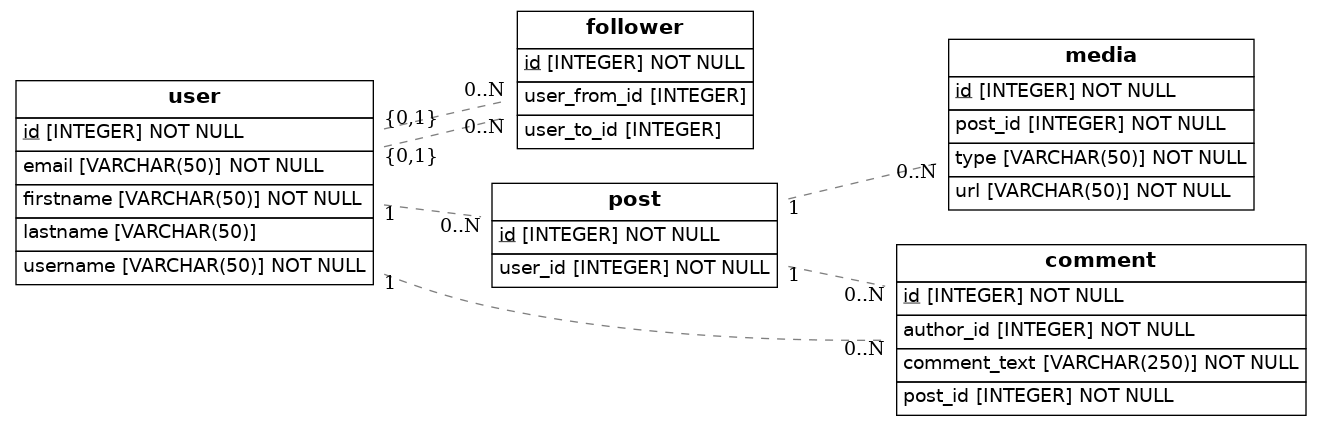 user
id [INTEGER] NOT NULL
email [VARCHAR(50)] NOT NULL
firstname [VARCHAR(50)] NOT NULL
lastname [VARCHAR(50)]
username [VARCHAR(50)] NOT NULL
{0,1}
0..N
{0,1}
0..N
1
0..N
1
0..N
follower
id [INTEGER] NOT NULL
user_from_id [INTEGER]
user_to_id [INTEGER]
post
id [INTEGER] NOT NULL
user_id [INTEGER] NOT NULL
1
0..N
1
0..N
media
id [INTEGER] NOT NULL
post_id [INTEGER] NOT NULL
type [VARCHAR(50)] NOT NULL
url [VARCHAR(50)] NOT NULL
comment
id [INTEGER] NOT NULL
author_id [INTEGER] NOT NULL
comment_text [VARCHAR(250)] NOT NULL
post_id [INTEGER] NOT NULL